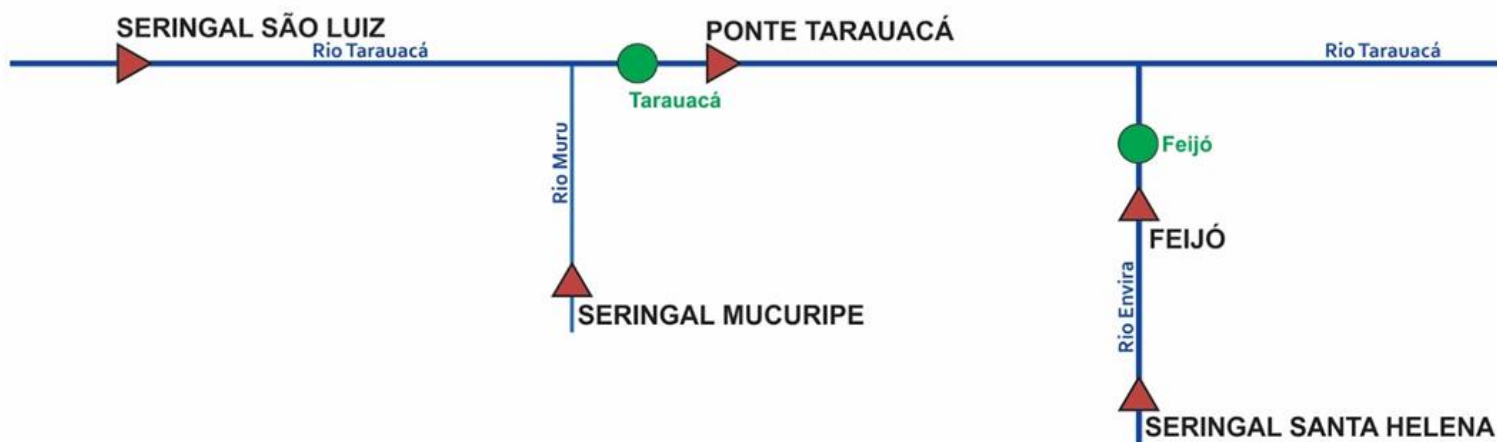 SERINGAL SÃO LUIZ
Rio Tarauacá
PONTE TARAUACÁ
Rio Tarauacá
Tarauacá
Rio Muru
Feijó
FEIJÓ
SERINGAL MUCURIPE
Rio Envira
SERINGAL SANTA HELENA